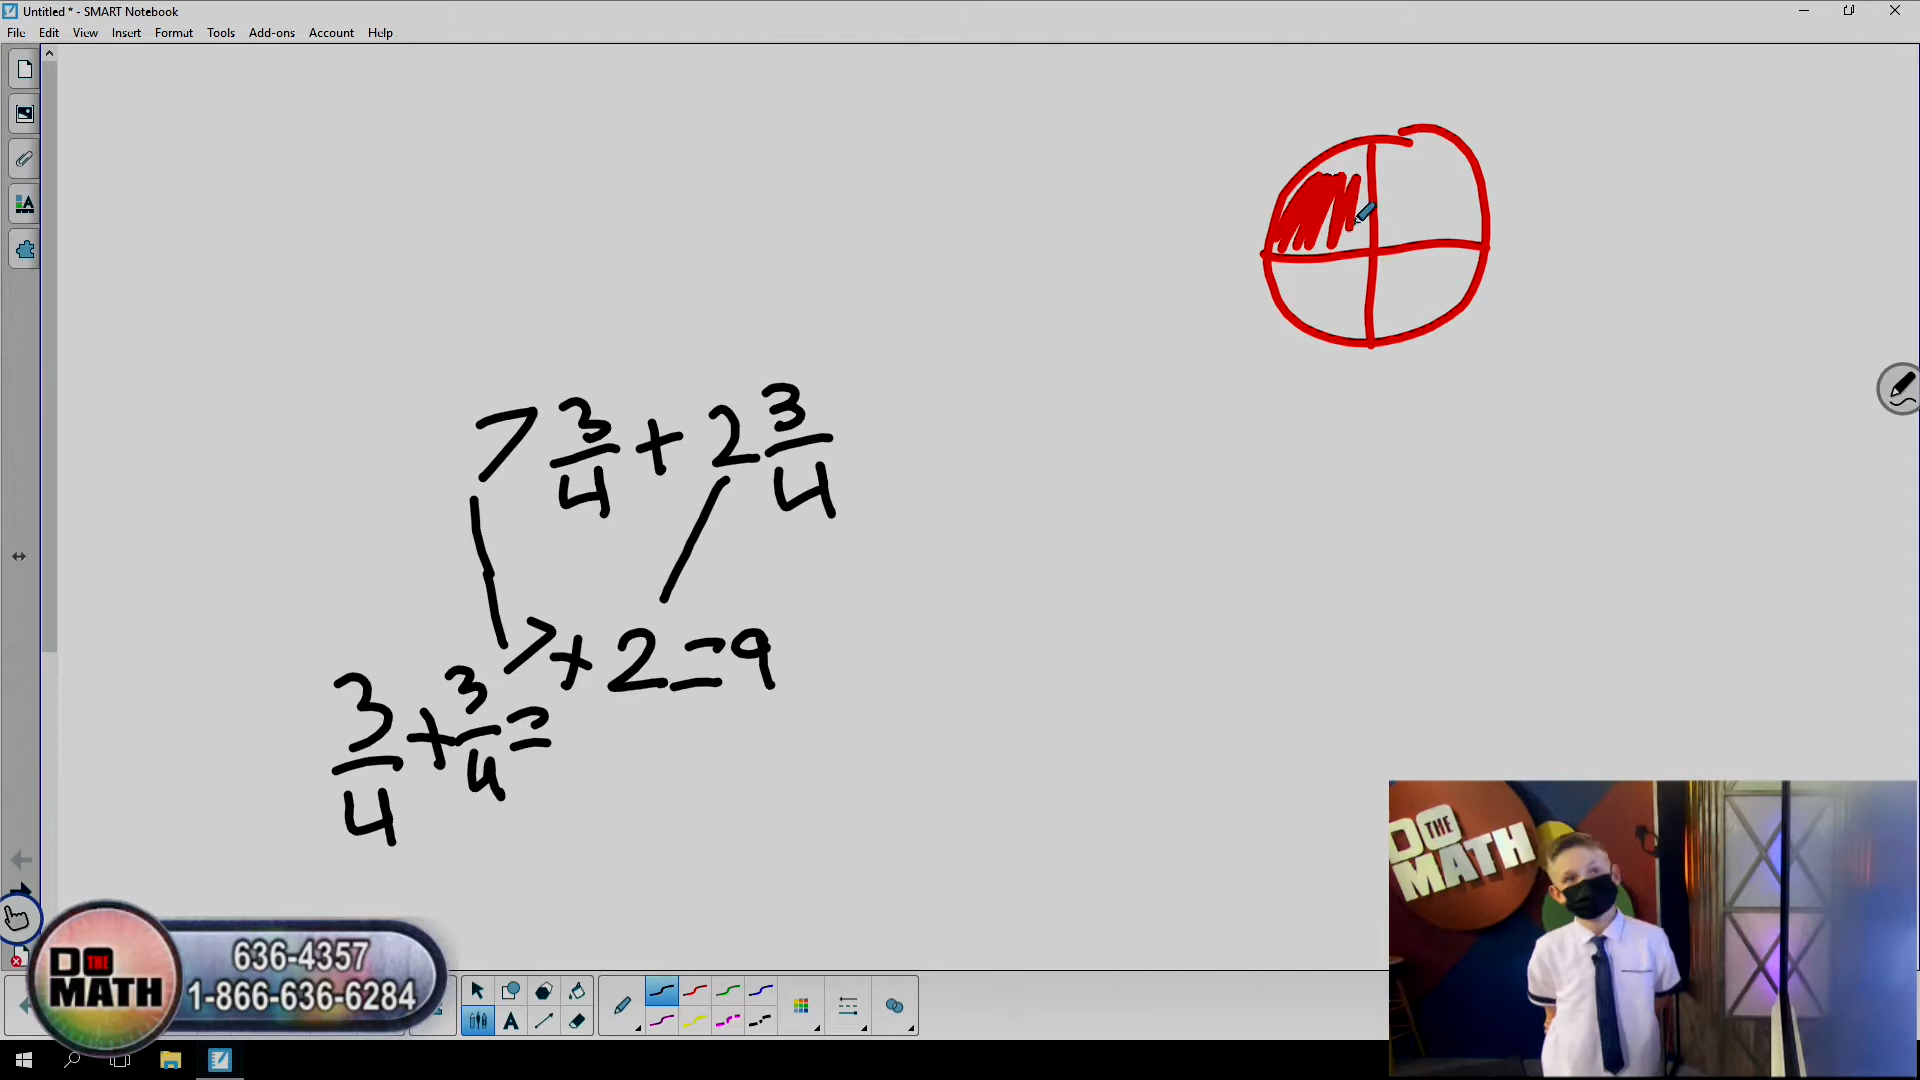 Untitled * - SMART Notebook
File Edit View Insert Format Tools Add-ons Account Help
7 3/4 + 2 3/4
7 + 2 = 9
3/4 + 3/4 =
DO THE MATH
636-4357
1-866-636-6284
DO THE MATH